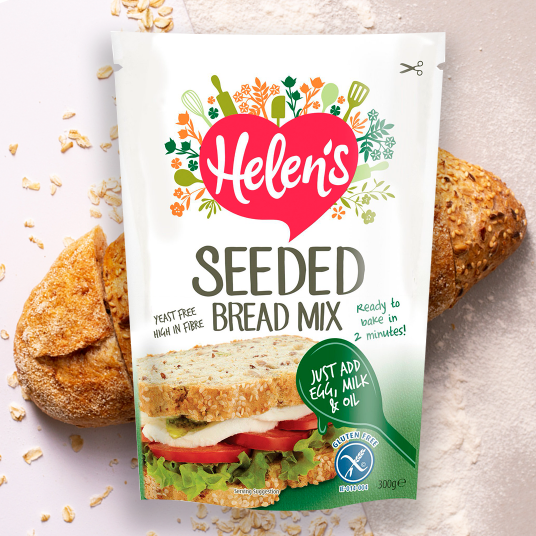 Helen's
SEEDED
BREAD MIX
YEAST FREE
HIGH IN FIBRE
Ready to
bake in
2 minutes!
JUST ADD
EGG, MILK
& OIL
GLUTEN FREE
Serving Suggestion
300g℮